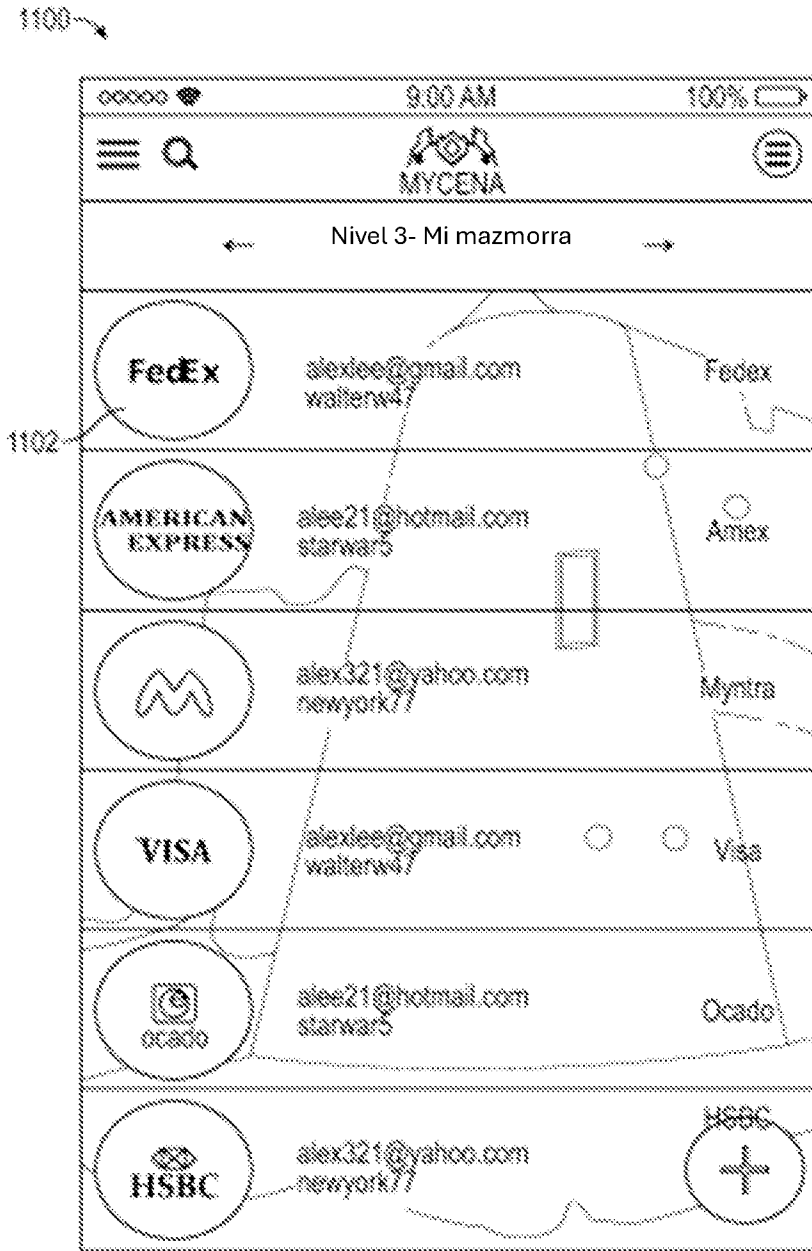 1100
9:00 AM 100%
MYCENA
← Nivel 3- Mi mazmorra →
FedEx
alexlee@gmail.com
walterw47
Fedex
1102
AMERICAN
EXPRESS
alee21@hotmail.com
starwar5
Amex
M
alex321@yahoo.com
newyork77
Myntra
VISA
alexlee@gmail.com
walterw47
Visa
ocado
alee21@hotmail.com
starwar5
Ocado
HSBC
alex321@yahoo.com
newyork77
HSBC
+